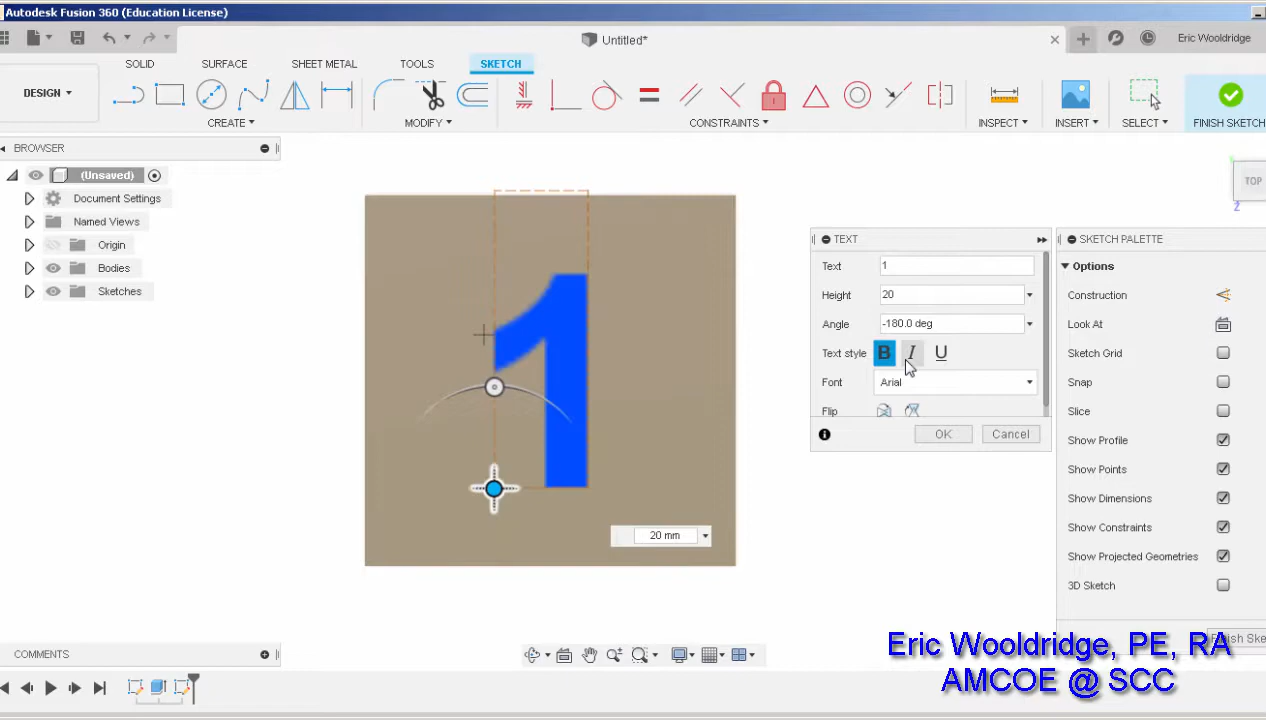 Autodesk Fusion 360 (Education License)
Untitled*
Eric Wooldridge
SOLID SURFACE SHEET METAL TOOLS SKETCH
DESIGN
CREATE MODIFY CONSTRAINTS INSPECT INSERT SELECT FINISH SKETCH
BROWSER
(Unsaved)
Document Settings
Named Views
Origin
Bodies
Sketches
TOP
Z
1
20 mm
TEXT
Text 1
Height 20
Angle -180.0 deg
Text style B I U
Font Arial
Flip
OK Cancel
SKETCH PALETTE
Options
Construction
Look At
Sketch Grid
Snap
Slice
Show Profile
Show Points
Show Dimensions
Show Constraints
Show Projected Geometries
3D Sketch
Finish Ske
COMMENTS
Eric Wooldridge, PE, RA
AMCOE @ SCC